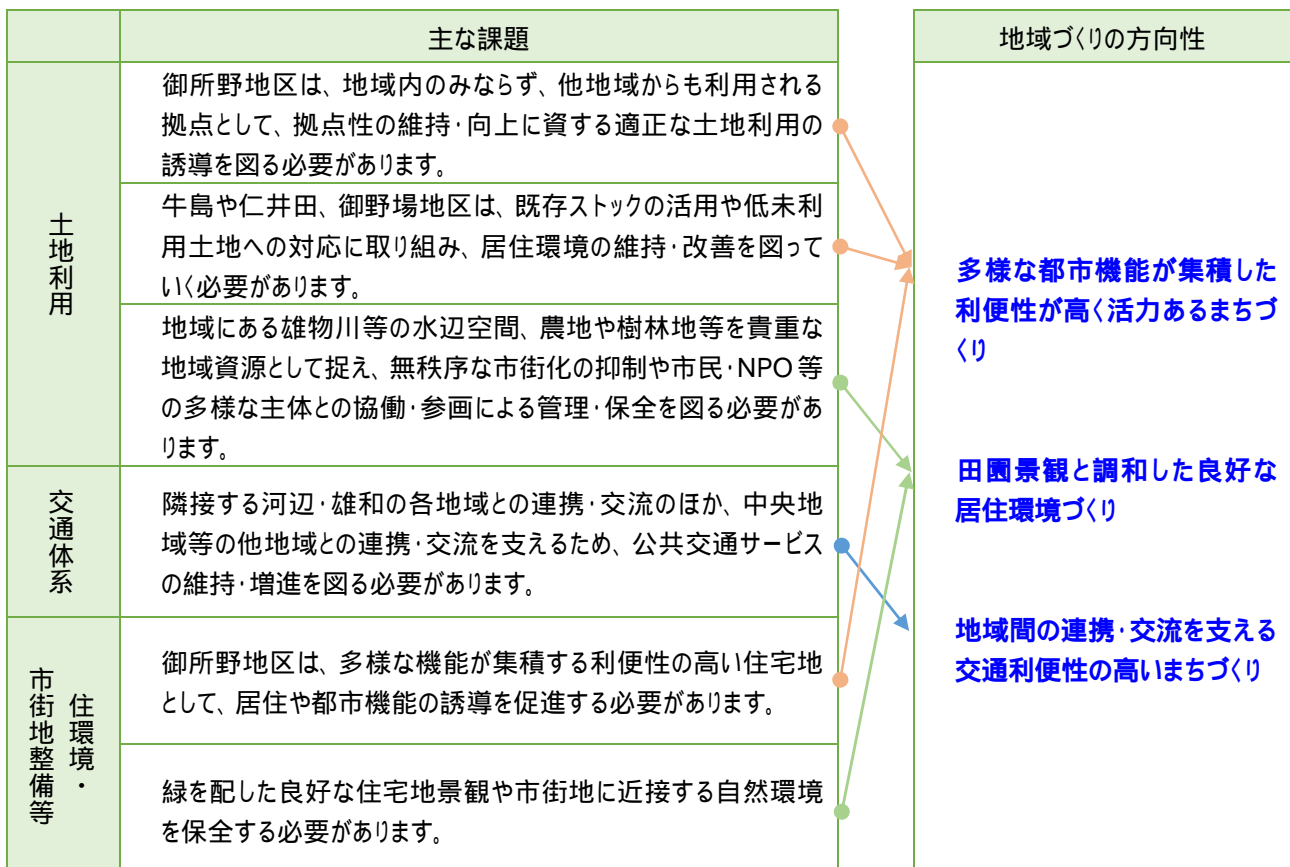 主な課題
土地利用
御所野地区は、地域内のみならず、他地域からも利用される
拠点として、拠点性の維持・向上に資する適正な土地利用の
誘導を図る必要があります。
牛島や仁井田、御野場地区は、既存ストックの活用や低未利
用土地への対応に取り組み、居住環境の維持・改善を図って
いく必要があります。
地域にある雄物川等の水辺空間、農地や樹林地等を貴重な
地域資源として捉え、無秩序な市街化の抑制や市民・NPO等
の多様な主体との協働・参画による管理・保全を図る必要があ
ります。
交通体系
隣接する河辺・雄和の各地域との連携・交流のほか、中央地
域等の他地域との連携・交流を支えるため、公共交通サービス
の維持・増進を図る必要があります。
住環境・
市街地整備等
御所野地区は、多様な機能が集積する利便性の高い住宅地
として、居住や都市機能の誘導を促進する必要があります。
緑を配した良好な住宅地景観や市街地に近接する自然環境
を保全する必要があります。
地域づくりの方向性
多様な都市機能が集積した
利便性が高く活力あるまちづ
くり
田園景観と調和した良好な
居住環境づくり
地域間の連携・交流を支える
交通利便性の高いまちづくり